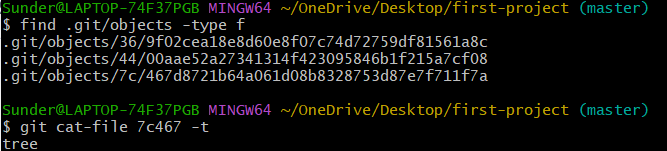 Sunder@LAPTOP-74F37PGB MINGW64 ~/OneDrive/Desktop/first-project (master)
$ find .git/objects -type f
.git/objects/36/9f02cea18e8d60e8f07c74d72759df81561a8c
.git/objects/44/00aae52a27341314f423095846b1f215a7cf08
.git/objects/7c/467d8721b64a061d08b8328753d87e7f711f7a

Sunder@LAPTOP-74F37PGB MINGW64 ~/OneDrive/Desktop/first-project (master)
$ git cat-file 7c467 -t
tree